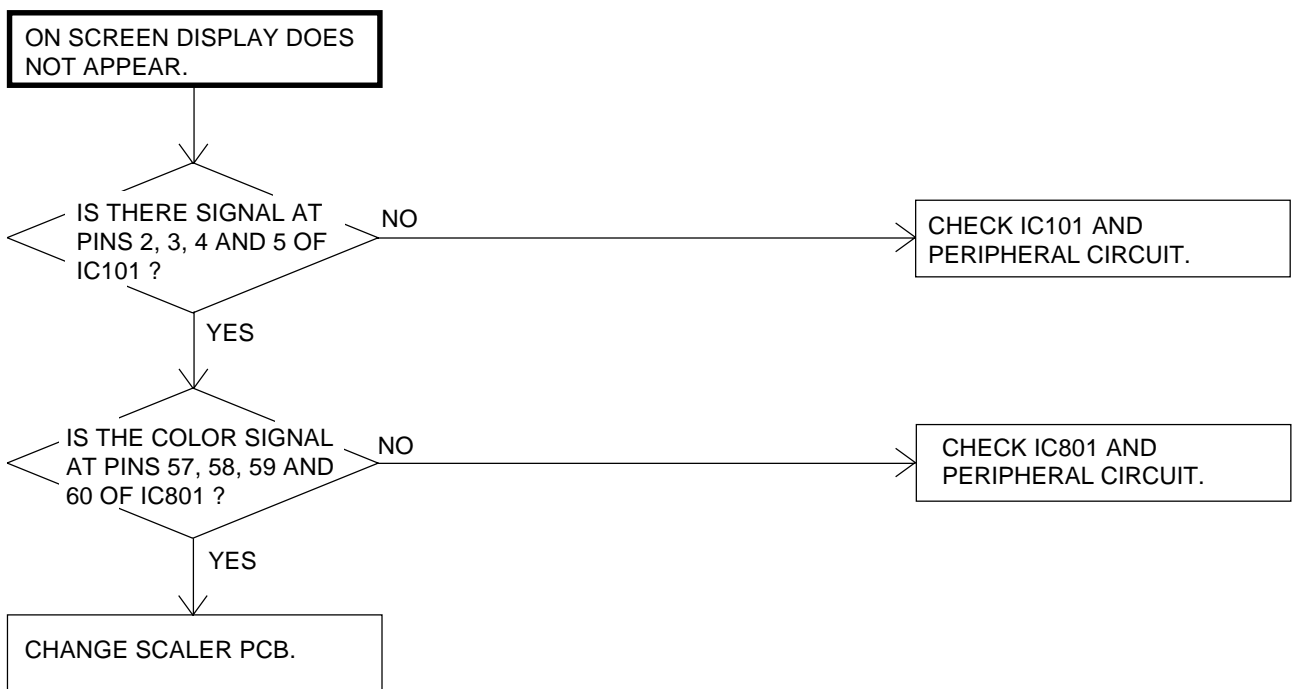 ON SCREEN DISPLAY DOES
NOT APPEAR.
IS THERE SIGNAL AT
PINS 2, 3, 4 AND 5 OF
IC101 ?
NO
CHECK IC101 AND
PERIPHERAL CIRCUIT.
YES
IS THE COLOR SIGNAL
AT PINS 57, 58, 59 AND
60 OF IC801 ?
NO
CHECK IC801 AND
PERIPHERAL CIRCUIT.
YES
CHANGE SCALER PCB.